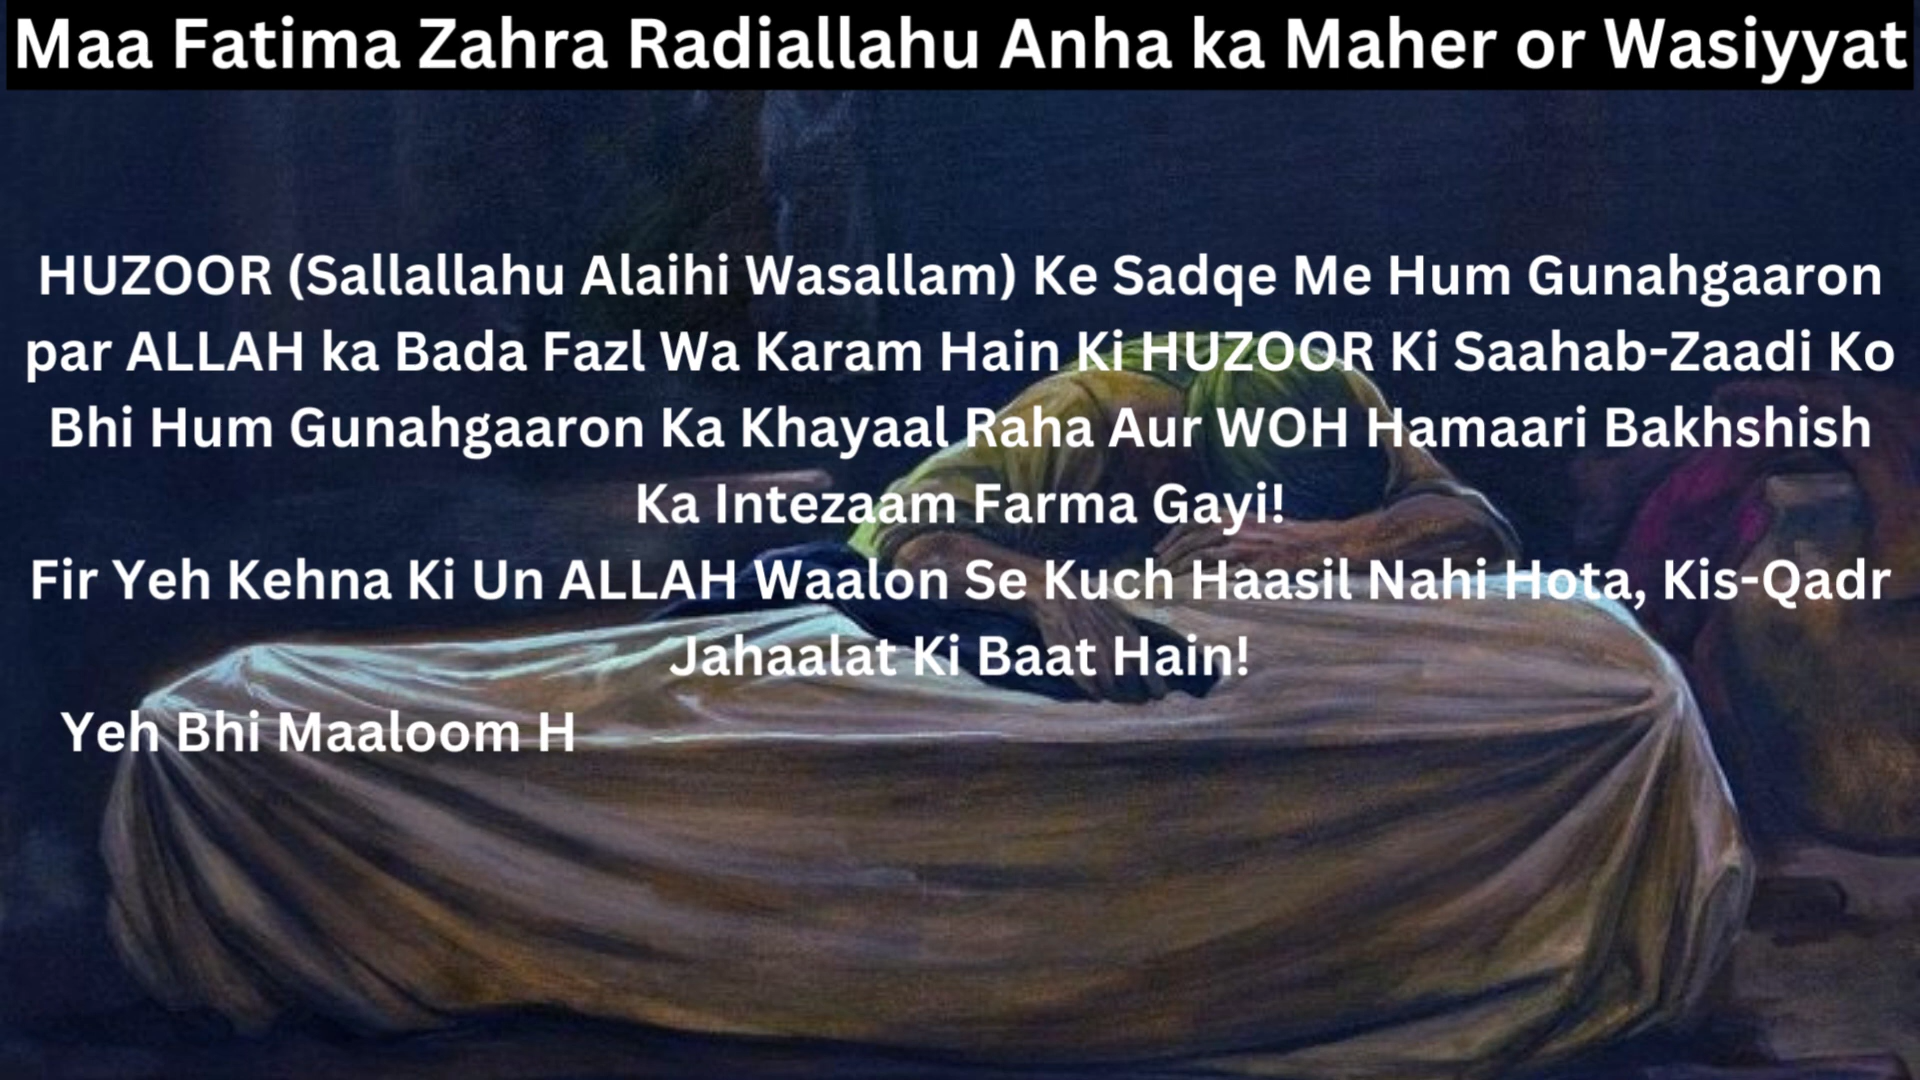 Maa Fatima Zahra Radiallahu Anha ka Maher or Wasiyyat
HUZOOR (Sallallahu Alaihi Wasallam) Ke Sadqe Me Hum Gunahgaaron
par ALLAH ka Bada Fazl Wa Karam Hain Ki HUZOOR Ki Saahab-Zaadi Ko
Bhi Hum Gunahgaaron Ka Khayaal Raha Aur WOH Hamaari Bakhshish
Ka Intezaam Farma Gayi!
Fir Yeh Kehna Ki Un ALLAH Waalon Se Kuch Haasil Nahi Hota, Kis-Qadr
Jahaalat Ki Baat Hain!
Yeh Bhi Maaloom H